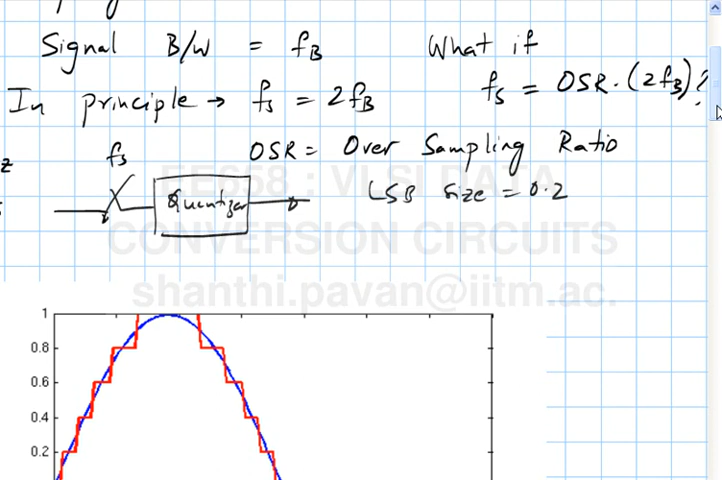 Signal B/W = fB
What if
In principle → fs = 2fB
fs = OSR·(2fB)?
z
fs
OSR = Over Sampling Ratio
Quantizer
LSB size = 0.2
EE658 : VLSI DATA
CONVERSION CIRCUITS
shanthi.pavan@iitm.ac.
1
0.8
0.6
0.4
0.2